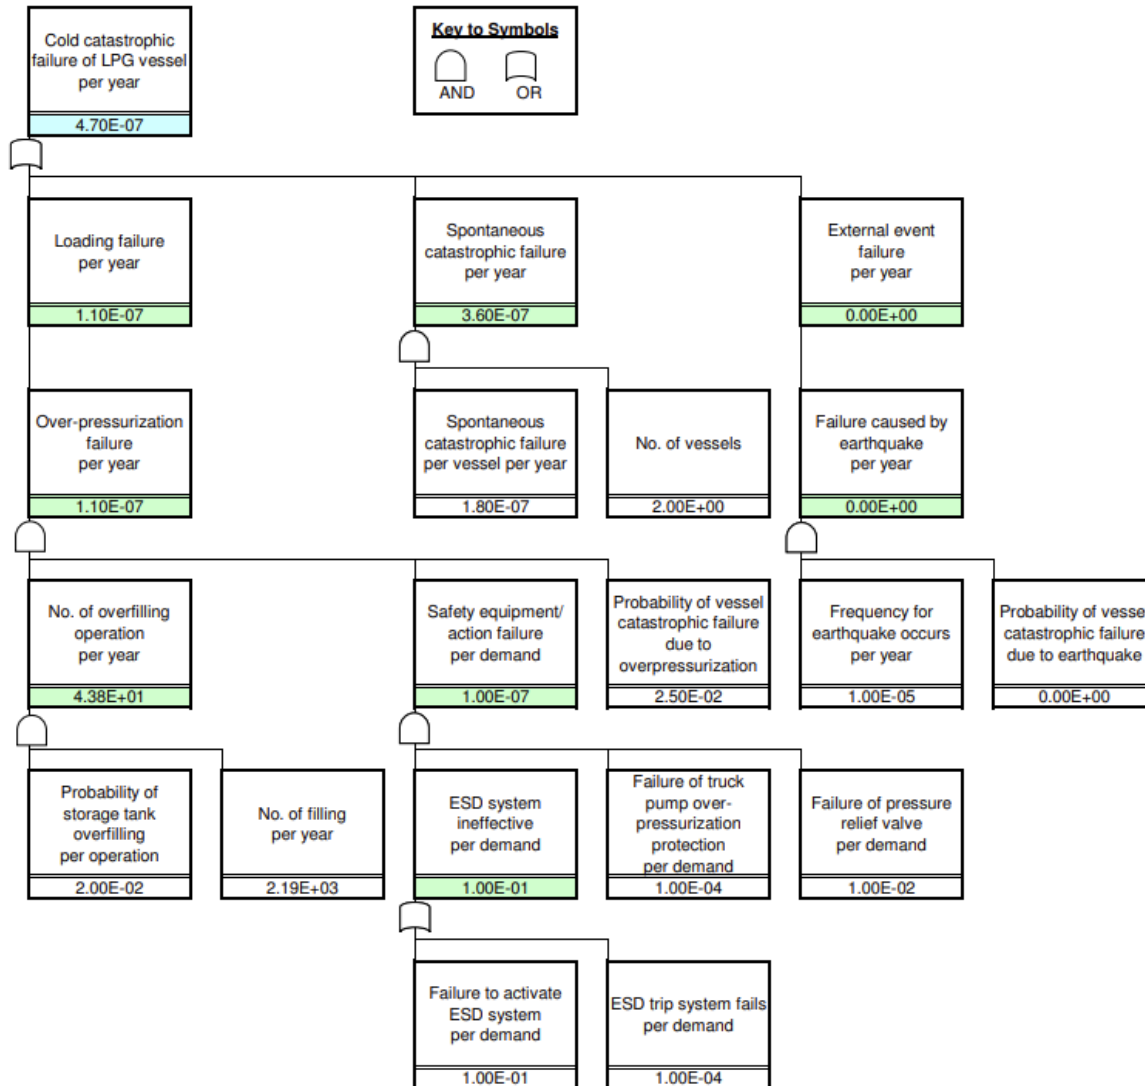 Cold catastrophic
failure of LPG vessel
per year
4.70E-07
Key to Symbols
AND
OR
Loading failure
per year
1.10E-07
Spontaneous
catastrophic failure
per year
3.60E-07
External event
failure
per year
0.00E+00
Over-pressurization
failure
per year
1.10E-07
Spontaneous
catastrophic failure
per vessel per year
1.80E-07
No. of vessels
2.00E+00
Failure caused by
earthquake
per year
0.00E+00
No. of overfilling
operation
per year
4.38E+01
Safety equipment/
action failure
per demand
1.00E-07
Probability of vessel
catastrophic failure
due to
overpressurization
2.50E-02
Frequency for
earthquake occurs
per year
1.00E-05
Probability of vesse
catastrophic failure
due to earthquake
0.00E+00
Probability of
storage tank
overfilling
per operation
2.00E-02
No. of filling
per year
2.19E+03
ESD system
ineffective
per demand
1.00E-01
Failure of truck
pump over-
pressurization
protection
per demand
1.00E-04
Failure of pressure
relief valve
per demand
1.00E-02
Failure to activate
ESD system
per demand
1.00E-01
ESD trip system fails
per demand
1.00E-04